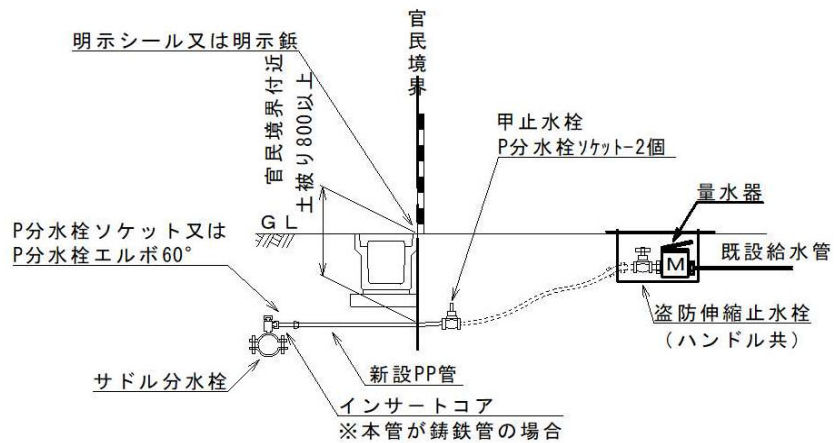 官民境界
明示シール又は明示鋲
官民境界付近
土被り800以上
甲止水栓
P分水栓ソケット-2個
量水器
GL
P分水栓ソケット又は
P分水栓エルボ60°
M
既設給水管
盗防伸縮止水栓
(ハンドル共)
サドル分水栓
新設PP管
インサートコア
※本管が鋳鉄管の場合